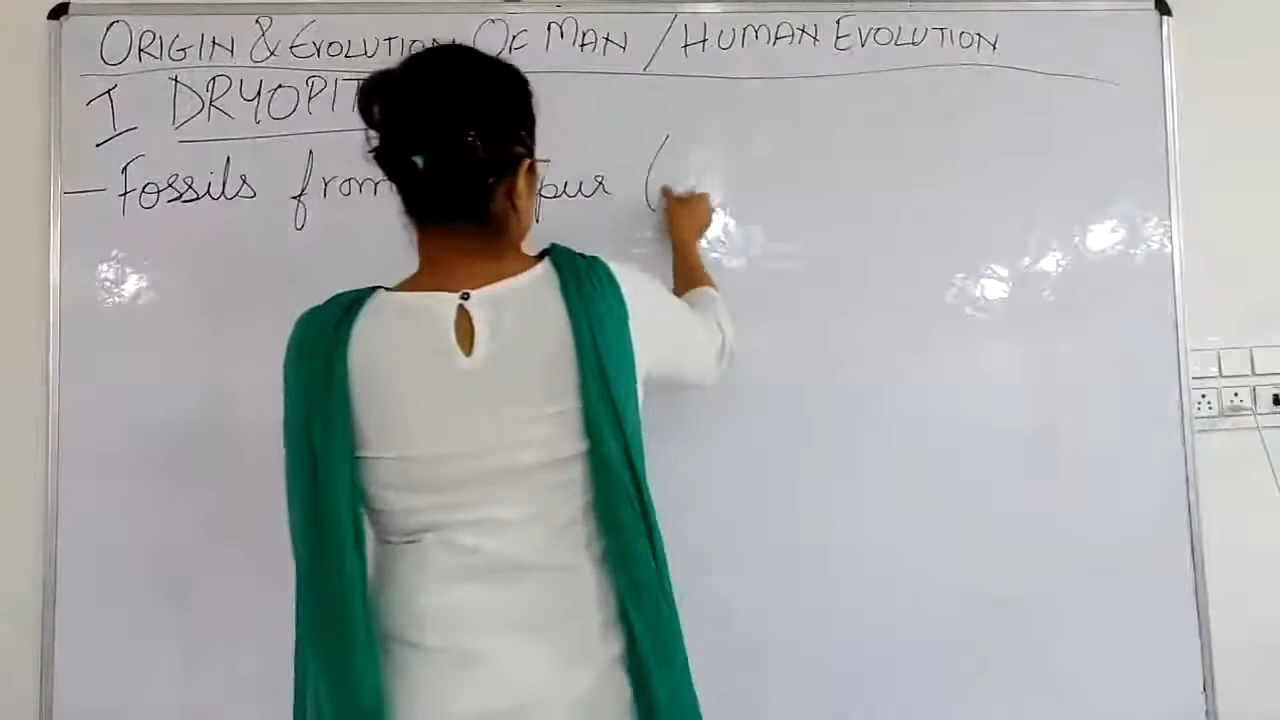 ORIGIN & EVOLUTION OF MAN / HUMAN EVOLUTION
I DRYOPIT
- Fossils from pur (